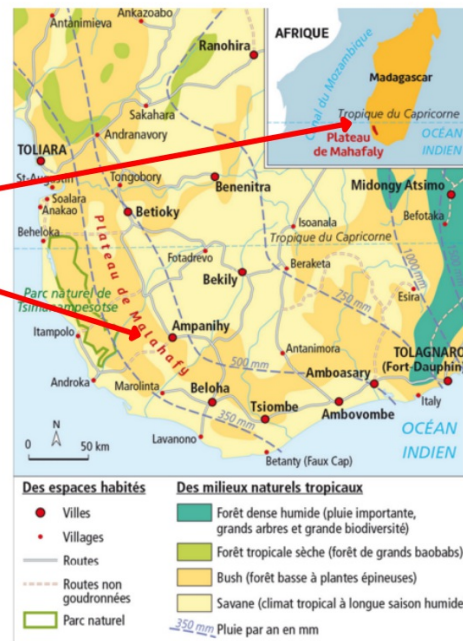 Antanimieva
Ankazoabo
Ranohira
Sakahara
Andranavory
TOLIARA
St-Augustin
Tongobory
Benenitra
Soalara
Anakao
Betioky
Beheloka
Plateau de Malahafy
Fotadrevo
Isoanala
Tropique du Capricorne
Midongy Atsimo
Befotaka
Bekily
Beraketa
1000 mm
750 mm
Esira
Parc naturel de
Tsimanampesotse
Itampolo
Ampanihy
Antanimora
500 mm
TOLAGNARO
(Fort-Dauphin)
Androka
Marolinta
Beloha
Amboasary
350 mm
Tsiombe
Ambovombe
Italy
Lavanono
Betanty (Faux Cap)
OCÉAN
INDIEN
N
0 50 km
AFRIQUE
Canal du Mozambique
Madagascar
Tropique du Capricorne
Plateau
de Mahafaly
OCÉAN
INDIEN
Des espaces habités
Villes
Villages
Routes
Routes non
goudronnées
Parc naturel
Des milieux naturels tropicaux
Forêt dense humide (pluie importante,
grands arbres et grande biodiversité)
Forêt tropicale sèche (forêt de grands baobabs)
Bush (forêt basse à plantes épineuses)
Savane (climat tropical à longue saison humide
350 mm Pluie par an en mm